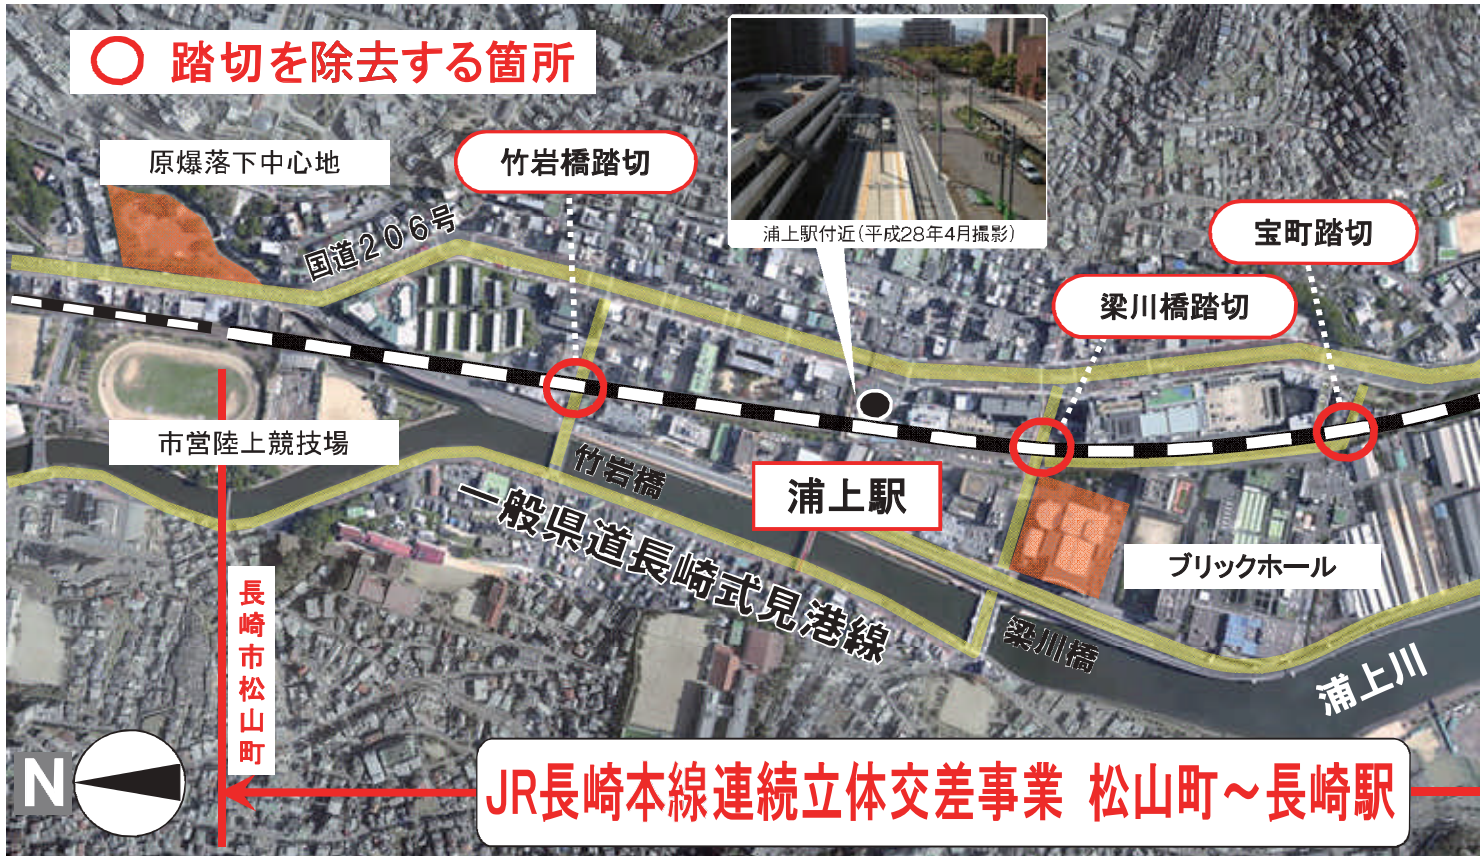 踏切を除去する箇所
原爆落下中心地
竹岩橋踏切
国道206号
浦上駅付近(平成28年4月撮影)
宝町踏切
梁川橋踏切
市営陸上競技場
竹岩橋
浦上駅
一般県道長崎式見港線
ブリックホール
梁川橋
浦上川
長崎市松山町
N
JR長崎本線連続立体交差事業 松山町～長崎駅